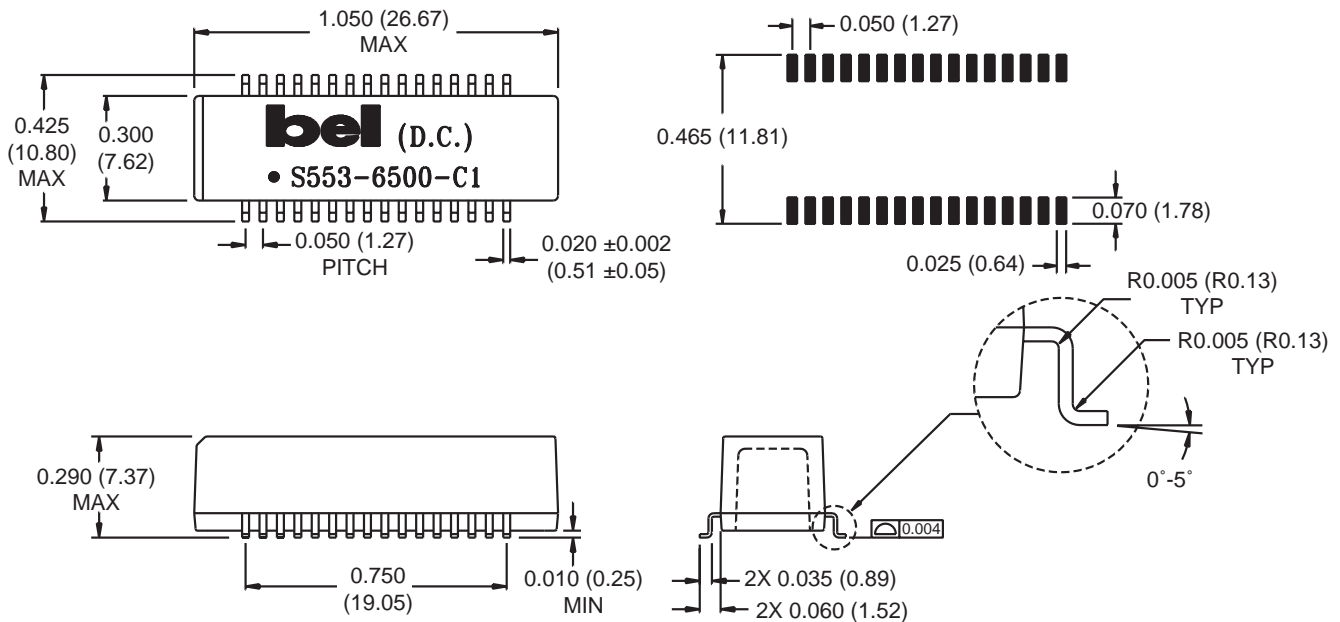 1.050 (26.67)
MAX
0.425
(10.80)
MAX
0.300
(7.62)
bel (D.C.)
• S553-6500-C1
0.050 (1.27)
PITCH
0.020 ±0.002
(0.51 ±0.05)
0.050 (1.27)
0.465 (11.81)
0.070 (1.78)
0.025 (0.64)
R0.005 (R0.13)
TYP
R0.005 (R0.13)
TYP
0°-5°
0.290 (7.37)
MAX
0.750
(19.05)
0.010 (0.25)
MIN
0.004
2X 0.035 (0.89)
2X 0.060 (1.52)